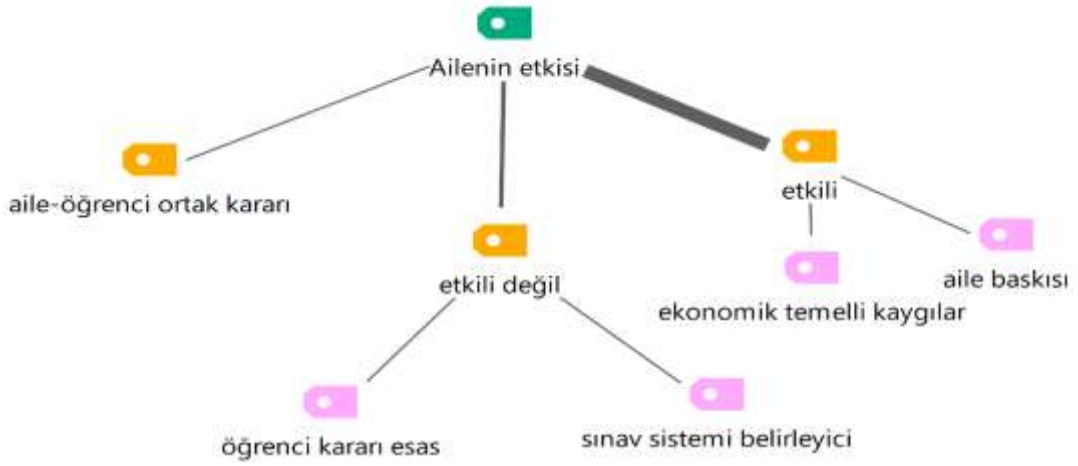 Ailenin etkisi
aile-öğrenci ortak kararı
etkili
etkili değil
aile baskısı
ekonomik temelli kaygılar
öğrenci kararı esas
sınav sistemi belirleyici